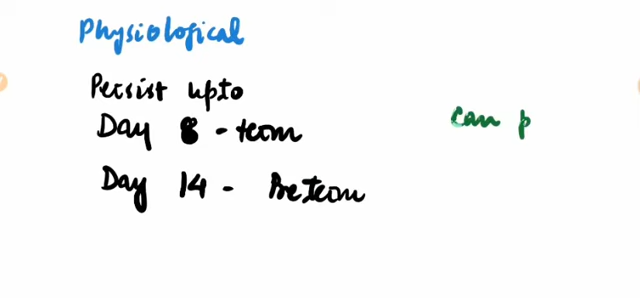 Physiological
Persist upto
Day 8 - term
can p
Day 14 - Preterm